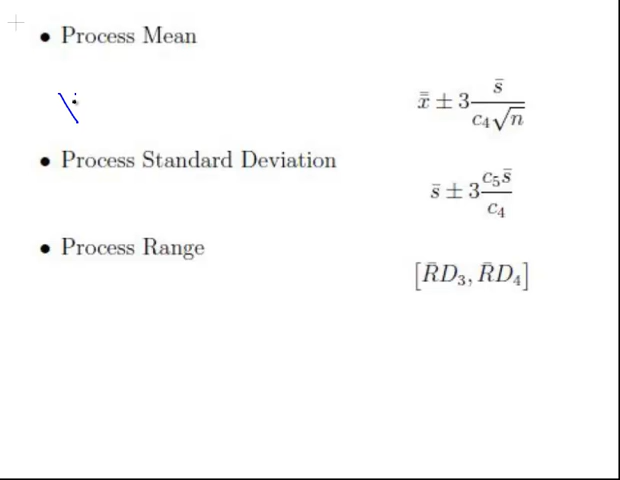 • Process Mean
x̿ ± 3 s̄ / (c₄√n)
• Process Standard Deviation
s̄ ± 3 c₅s̄ / c₄
• Process Range
[R̄D₃, R̄D₄]